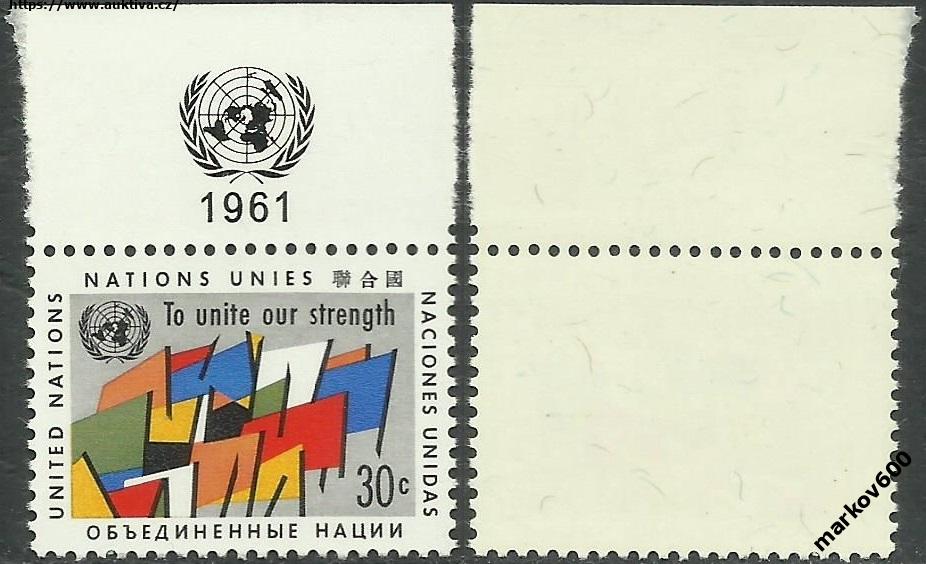 https://www.auktiva.cz/
1961
NATIONS UNIES 聯合國
UNITED NATIONS
To unite our strength
NACIONES UNIDAS
30c
ОБЪЕДИНЕННЫЕ НАЦИИ
markov600